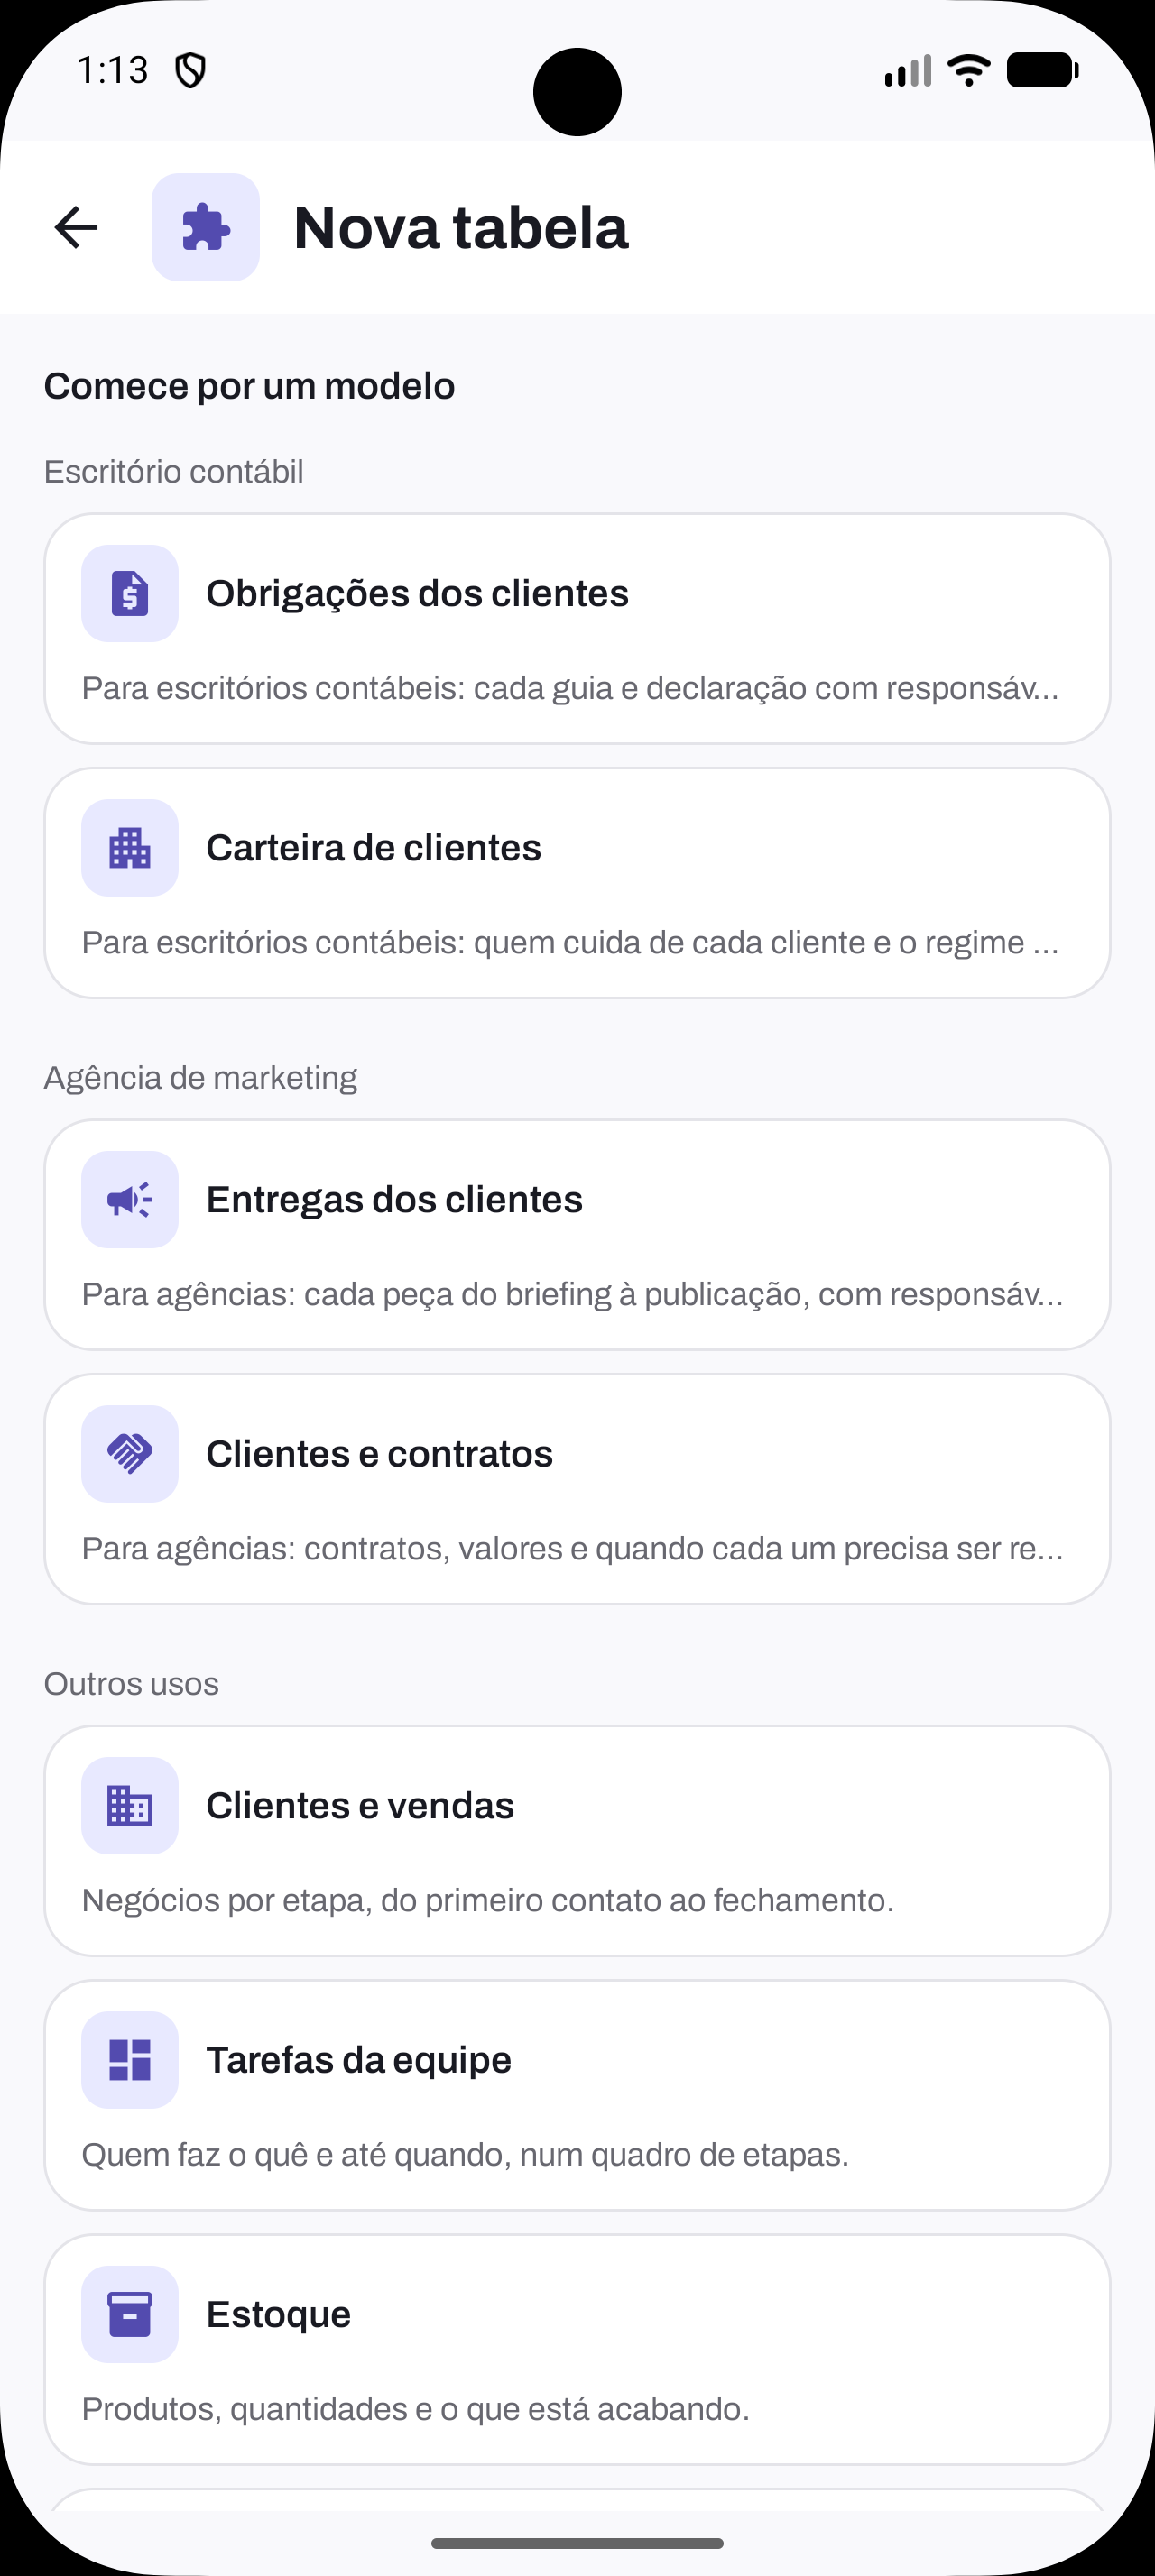 1:13
Nova tabela
Comece por um modelo
Escritório contábil
Obrigações dos clientes
Para escritórios contábeis: cada guia e declaração com responsáv...
Carteira de clientes
Para escritórios contábeis: quem cuida de cada cliente e o regime ...
Agência de marketing
Entregas dos clientes
Para agências: cada peça do briefing à publicação, com responsáv...
Clientes e contratos
Para agências: contratos, valores e quando cada um precisa ser re...
Outros usos
Clientes e vendas
Negócios por etapa, do primeiro contato ao fechamento.
Tarefas da equipe
Quem faz o quê e até quando, num quadro de etapas.
Estoque
Produtos, quantidades e o que está acabando.